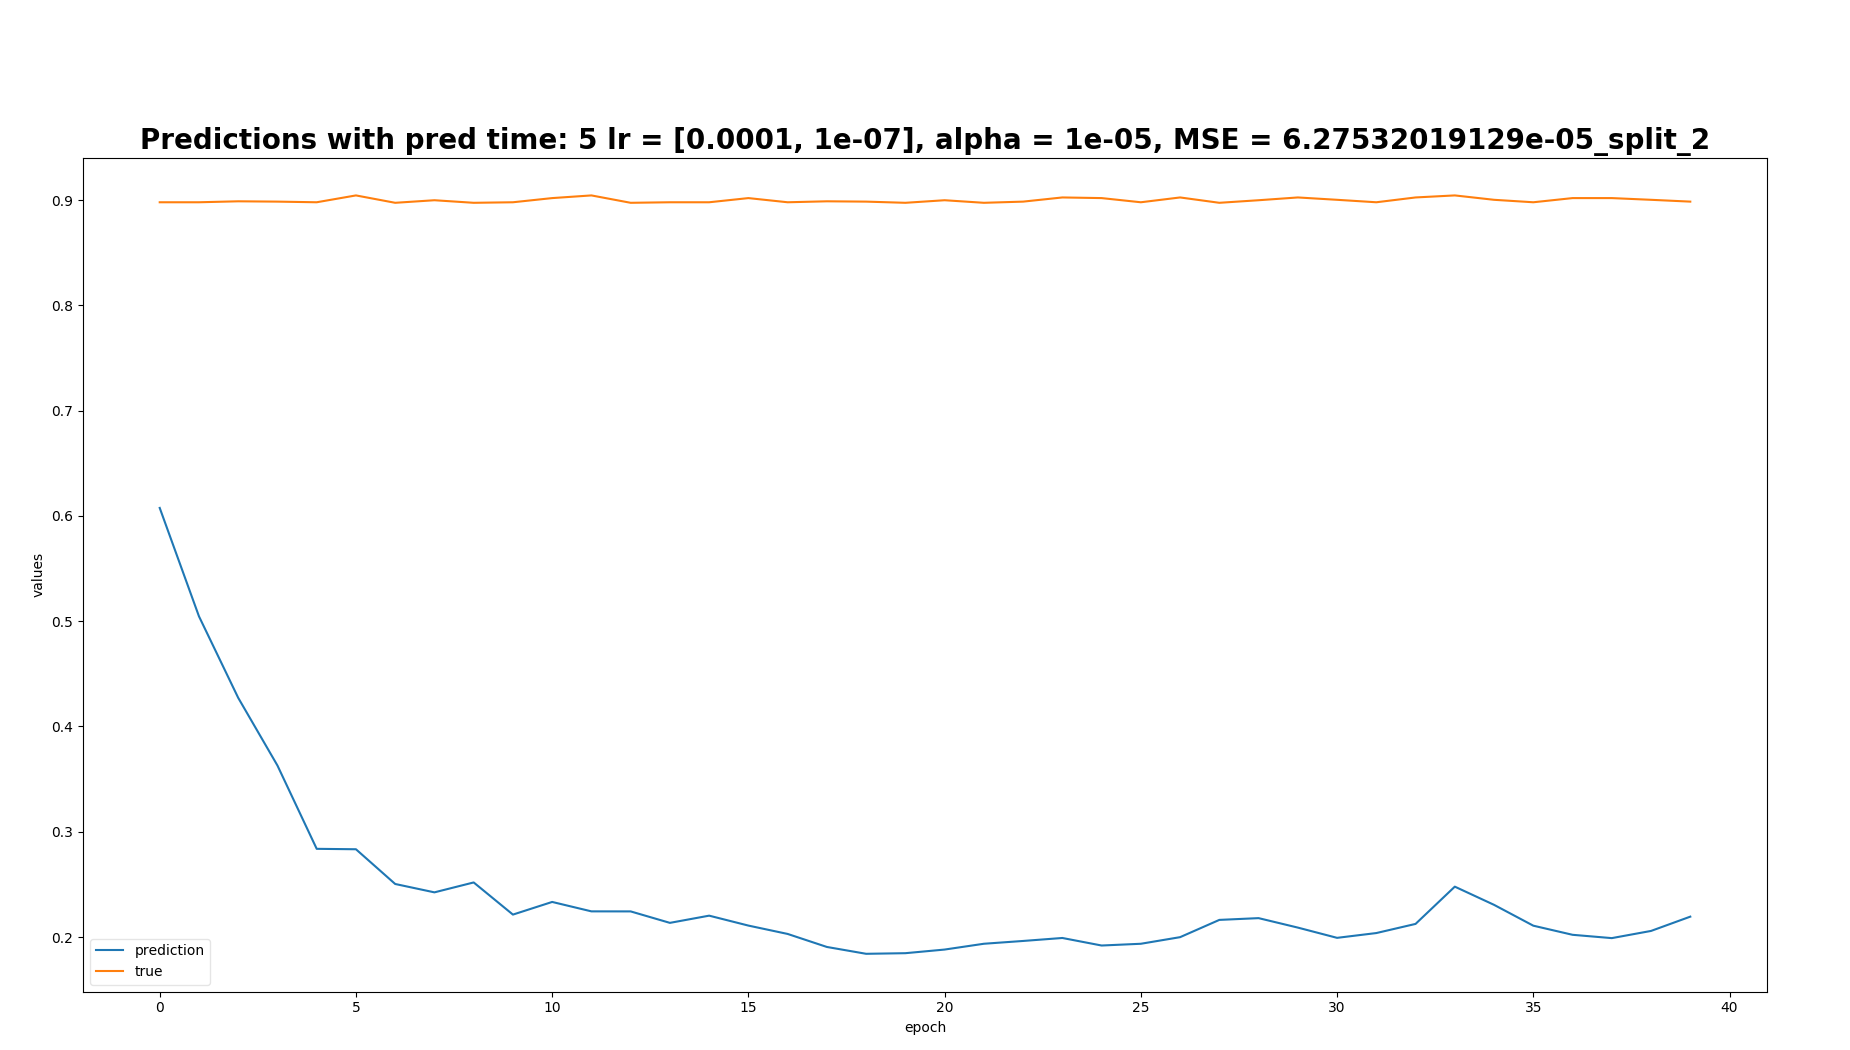 Predictions with pred time: 5 lr = [0.0001, 1e-07], alpha = 1e-05, MSE = 6.27532019129e-05_split_2
0.9
0.8
0.7
0.6
0.5
0.4
0.3
0.2
values
prediction
true
0 5 10 15 20 25 30 35 40
epoch